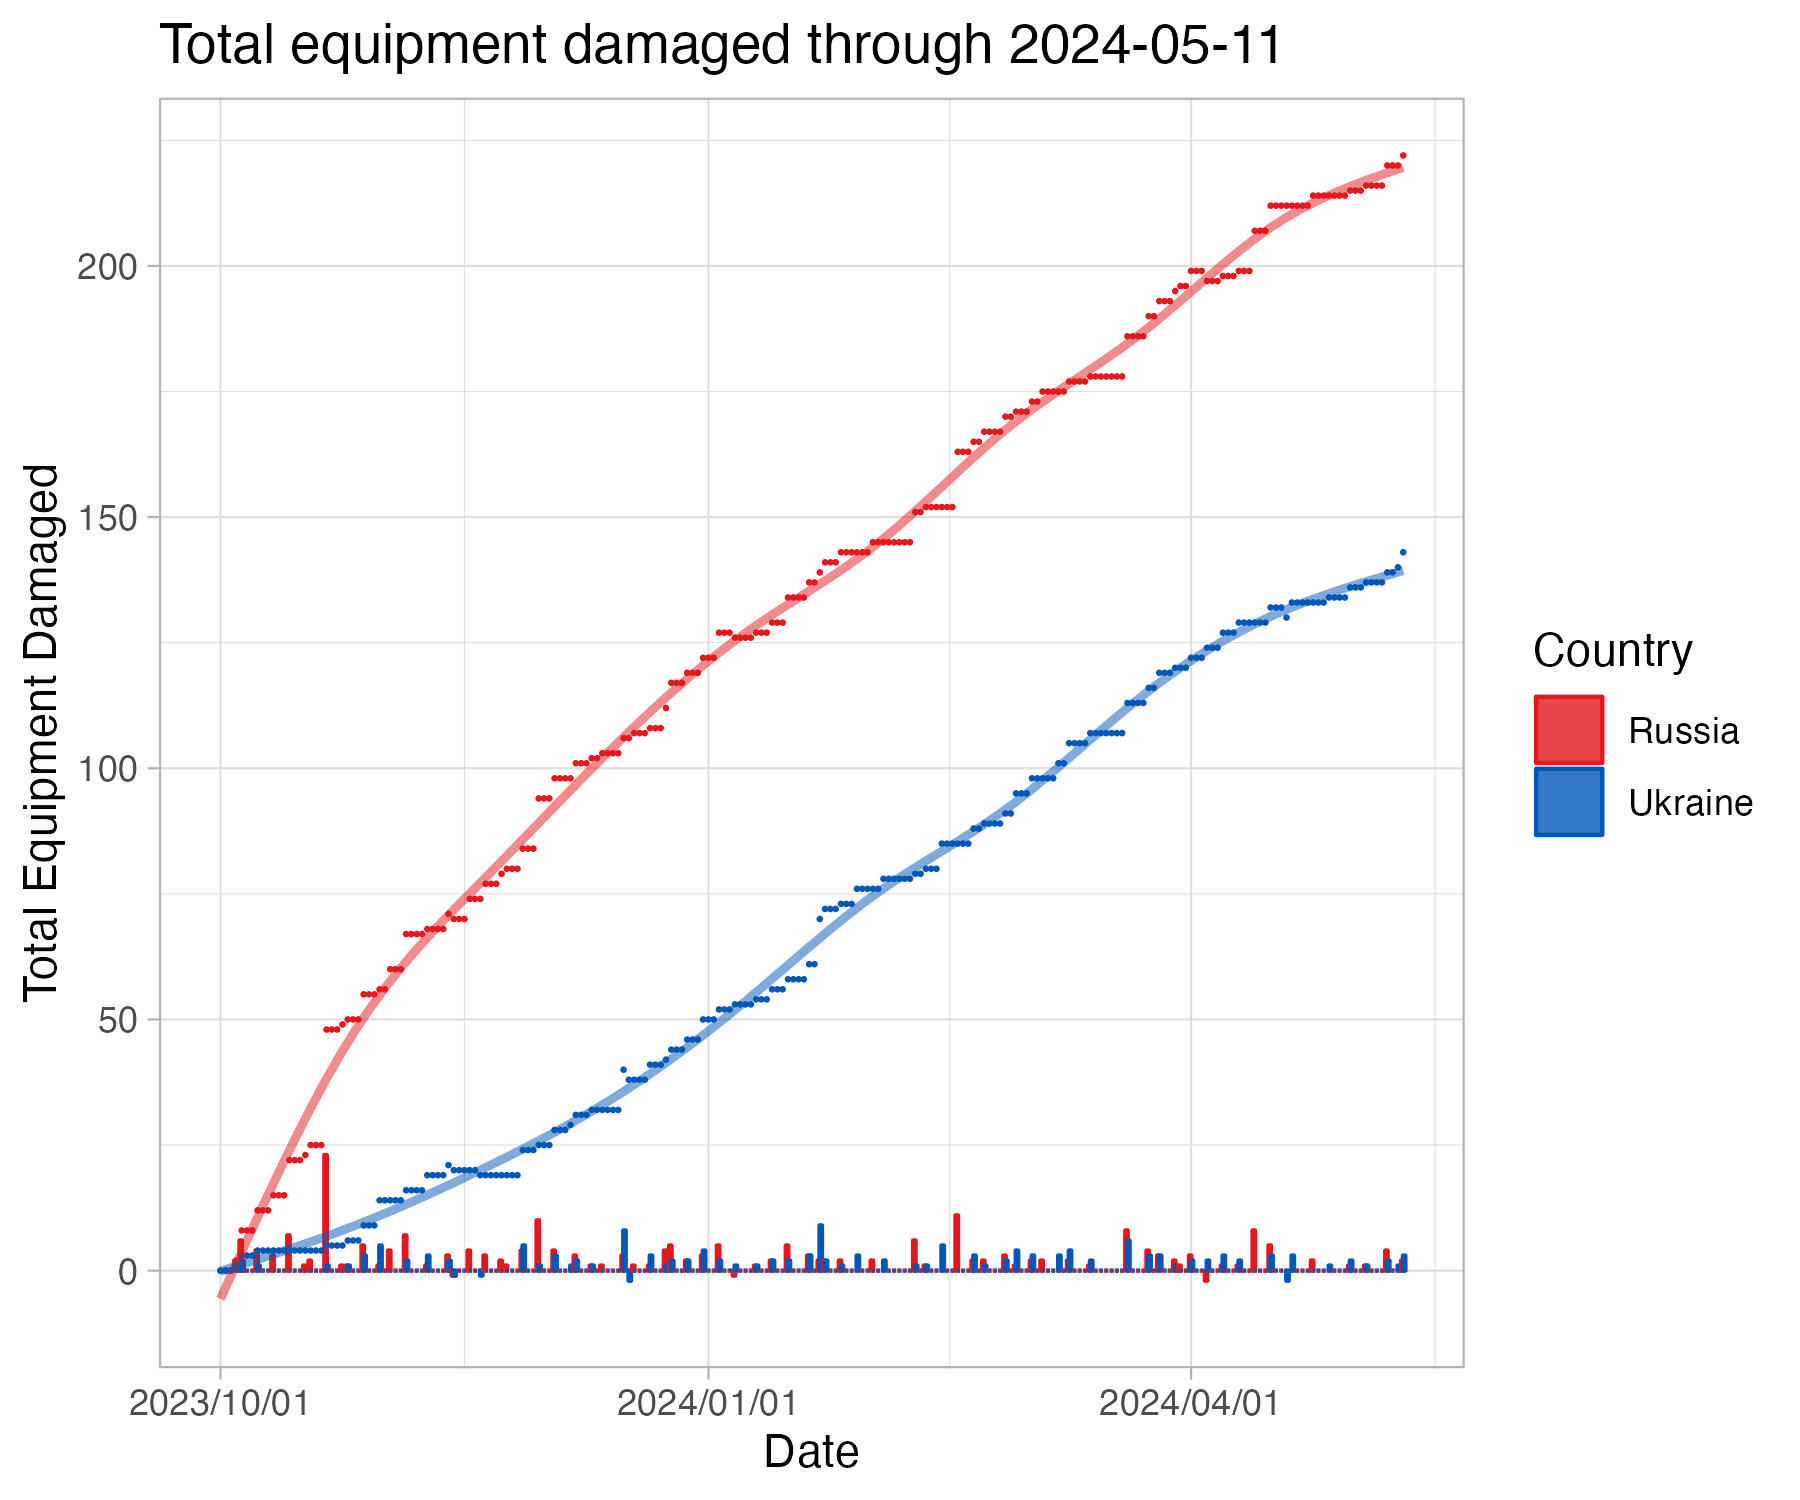 Total equipment damaged through 2024-05-11
Total Equipment Damaged
200
150
100
50
0
2023/10/01
2024/01/01
2024/04/01
Date
Country
Russia
Ukraine